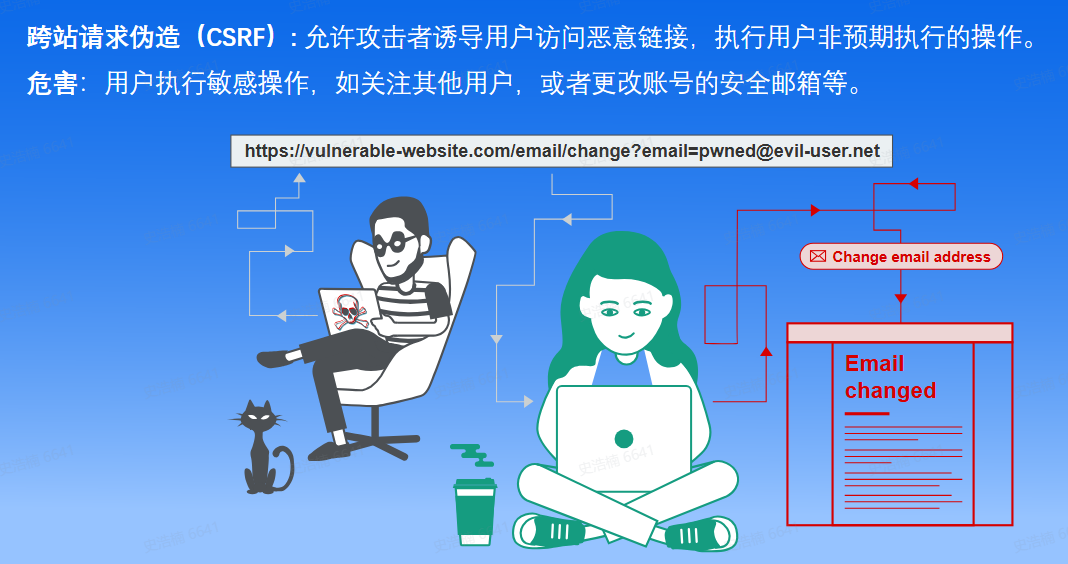 跨站请求伪造（CSRF）: 允许攻击者诱导用户访问恶意链接，执行用户非预期执行的操作。
危害：用户执行敏感操作，如关注其他用户，或者更改账号的安全邮箱等。
https://vulnerable-website.com/email/change?email=pwned@evil-user.net
Change email address
Email
changed
史浩楠 6641